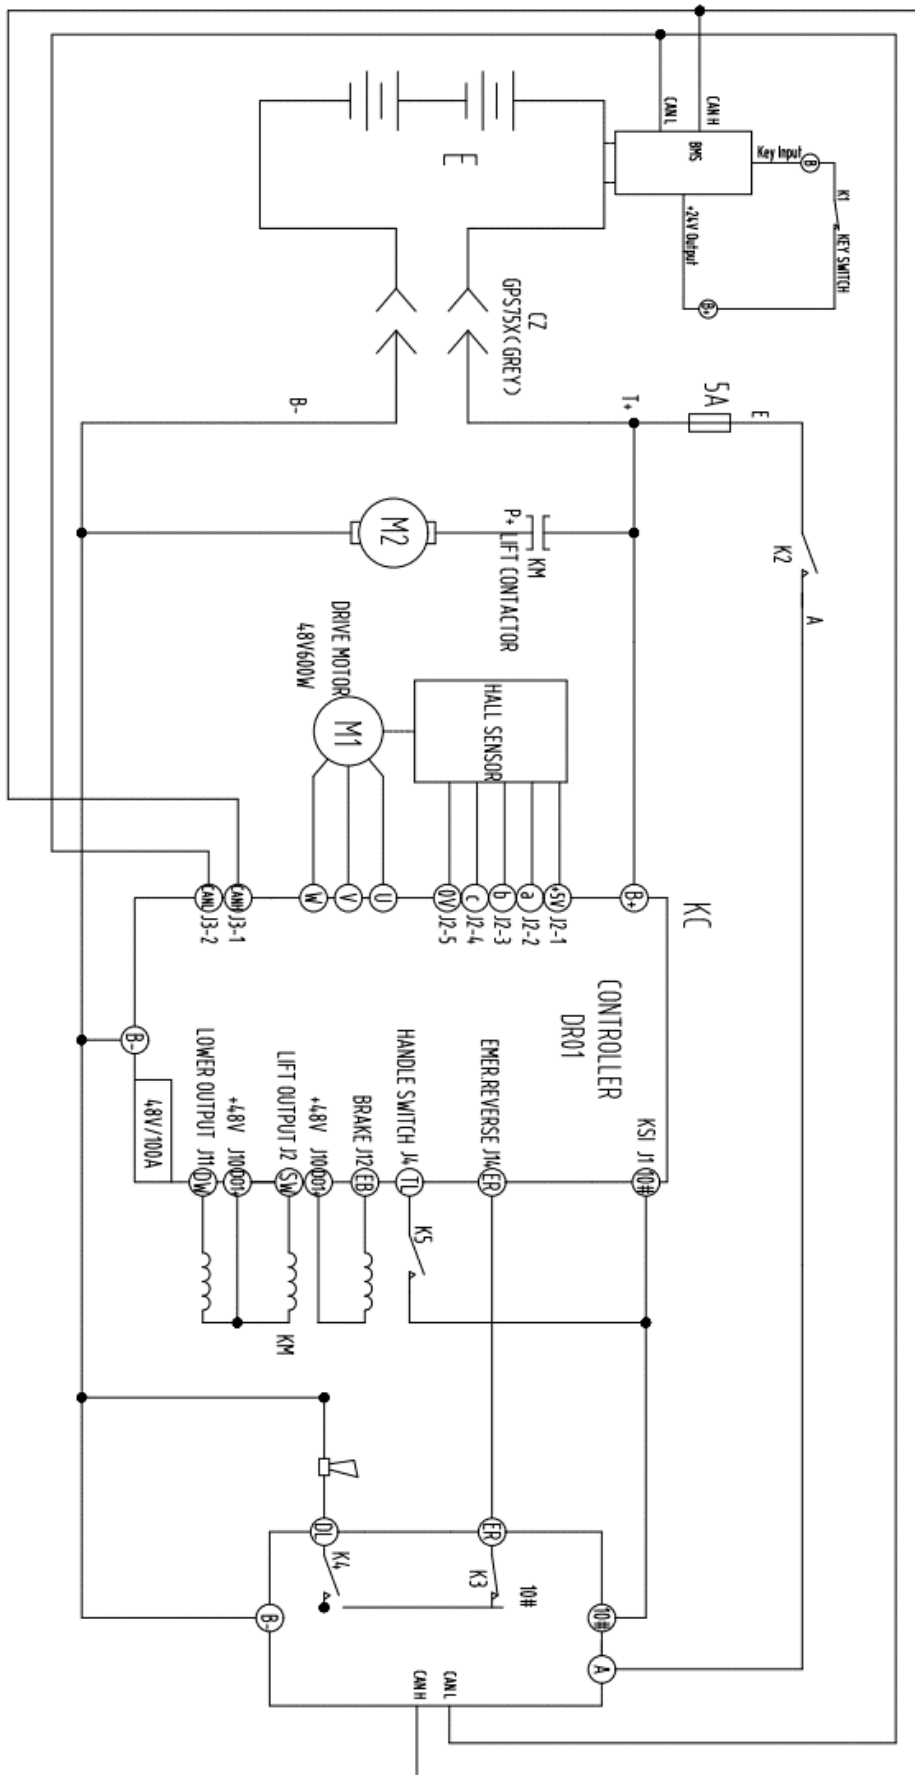 CAN L
CAN H
BMS
Key Input
B
K1
KEY SWITCH
+24V Output
B+
E
CZ
GPS75X(GREY)
B-
T+
5A
E
K2
A
M2
P+ LIFT CONTACTOR
KM
DRIVE MOTOR
48V600W
M1
HALL SENSOR
CANL J3-2
CANH J3-1
W
V
U
0V J2-5
c J2-4
b J2-3
a J2-2
+5V J2-1
B+
KC
CONTROLLER
DR01
B-
48V/100A
LOWER OUTPUT J11 DW
+48V J10 D01+
LIFT OUTPUT J2 SW
+48V J10 D01+
BRAKE J12 EB
HANDLE SWITCH J4 TL
EMER.REVERSE J14 ER
KSI J1 10#
K5
KM
DL
K4
ER
K3
10#
10#
B-
A
CAN H
CAN L